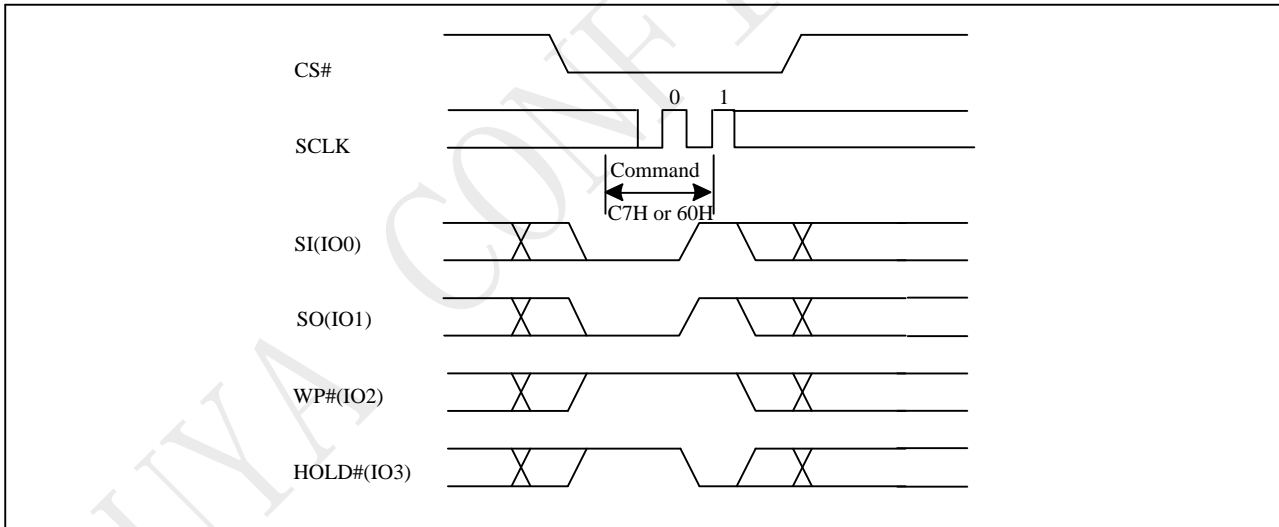 CS#
0 1
SCLK
Command
C7H or 60H
SI(IO0)
SO(IO1)
WP#(IO2)
HOLD#(IO3)